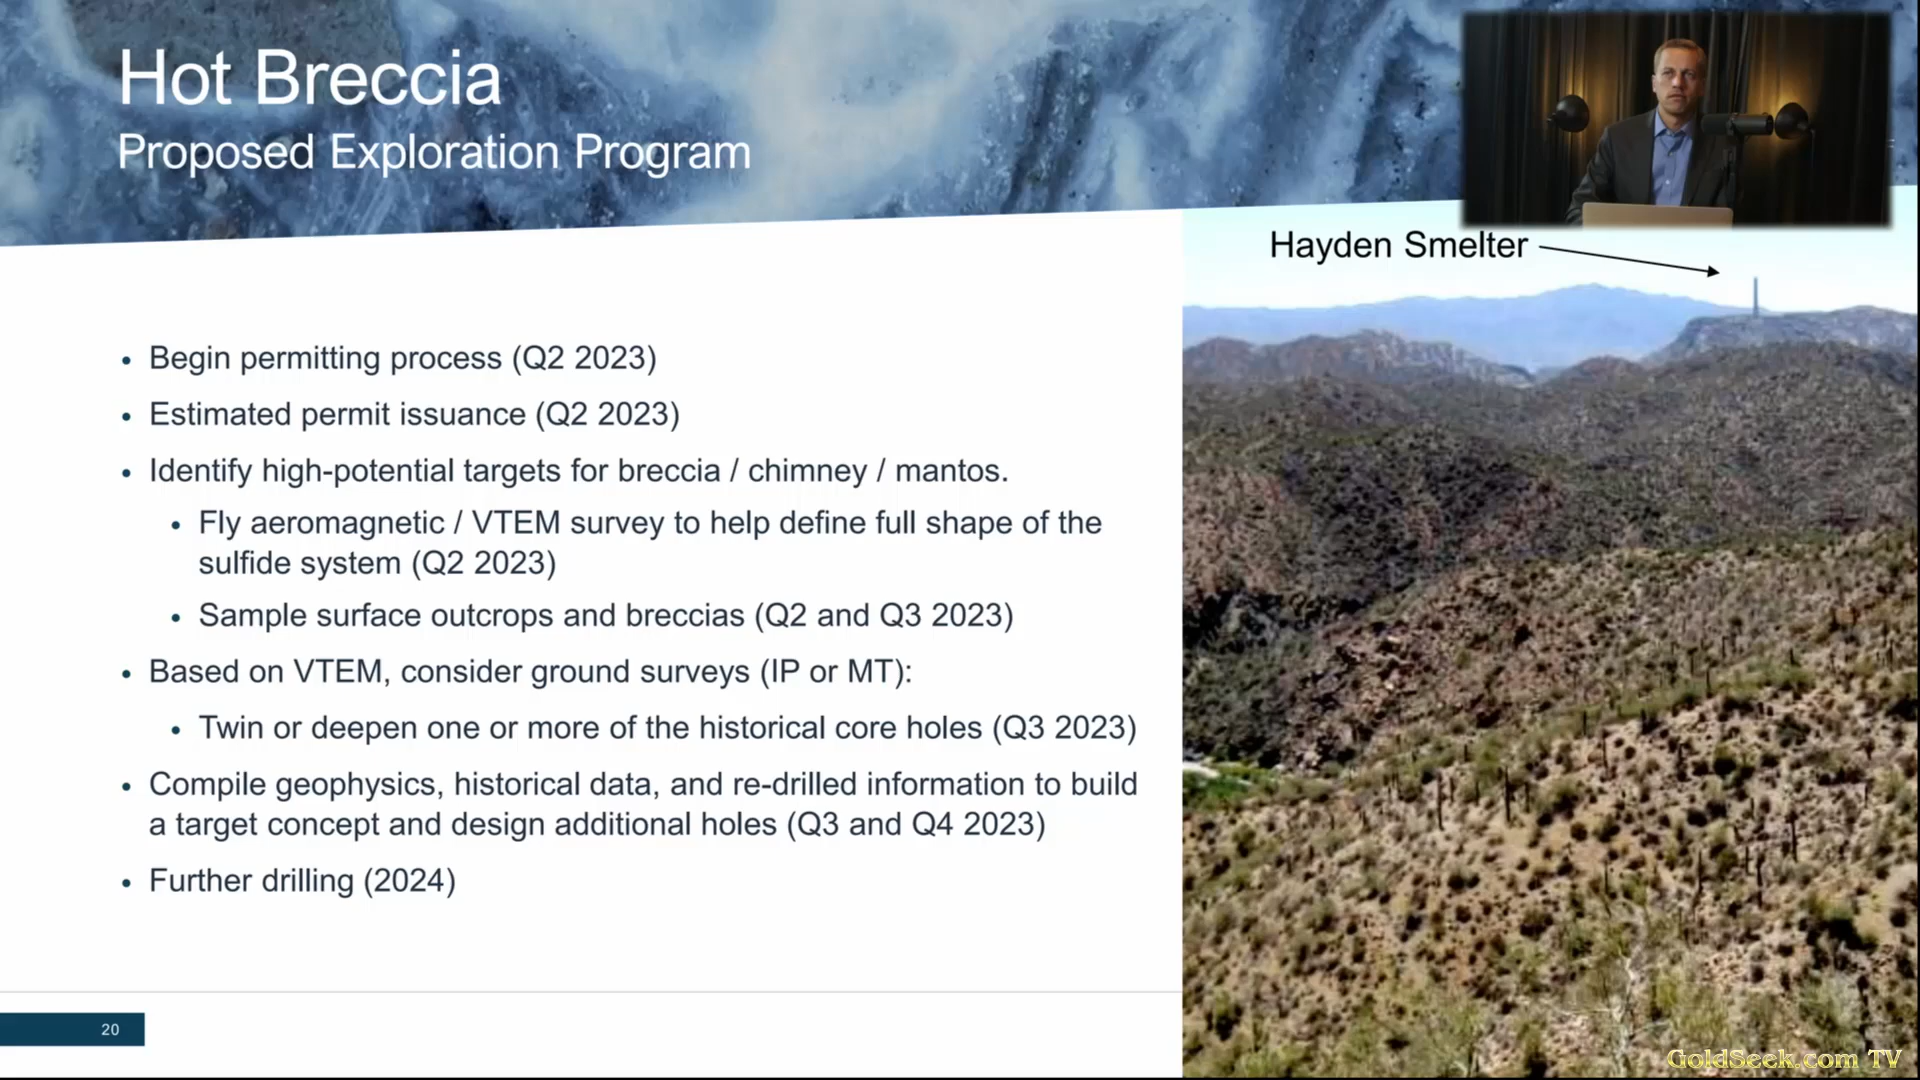 Hot Breccia
Proposed Exploration Program
Hayden Smelter
• Begin permitting process (Q2 2023)
• Estimated permit issuance (Q2 2023)
• Identify high-potential targets for breccia / chimney / mantos.
• Fly aeromagnetic / VTEM survey to help define full shape of the
sulfide system (Q2 2023)
• Sample surface outcrops and breccias (Q2 and Q3 2023)
• Based on VTEM, consider ground surveys (IP or MT):
• Twin or deepen one or more of the historical core holes (Q3 2023)
• Compile geophysics, historical data, and re-drilled information to build
a target concept and design additional holes (Q3 and Q4 2023)
• Further drilling (2024)
20
GoldSeek.com TV